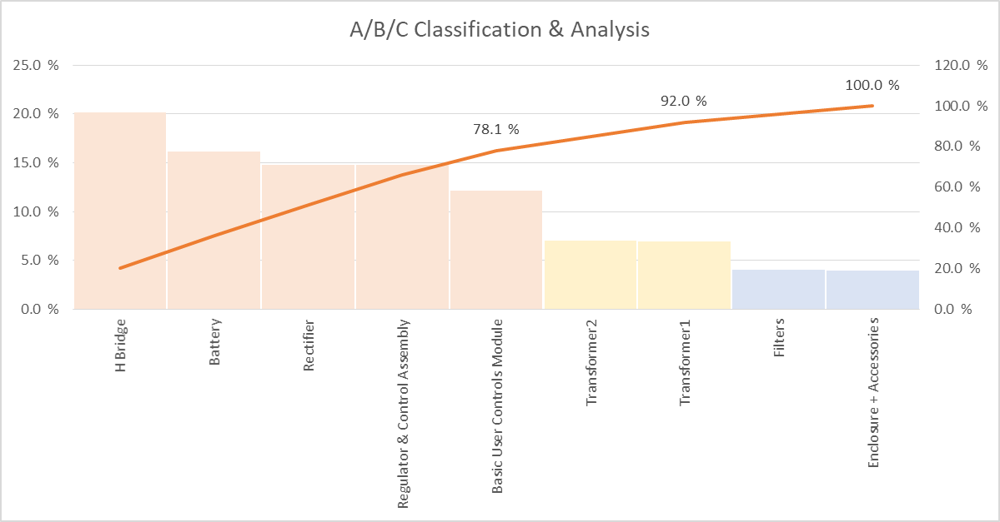 A/B/C Classification & Analysis
25.0 %
20.0 %
15.0 %
10.0 %
5.0 %
0.0 %
120.0 %
100.0 %
80.0 %
60.0 %
40.0 %
20.0 %
0.0 %
78.1 %
92.0 %
100.0 %
H Bridge
Battery
Rectifier
Regulator & Control Assembly
Basic User Controls Module
Transformer2
Transformer1
Filters
Enclosure + Accessories